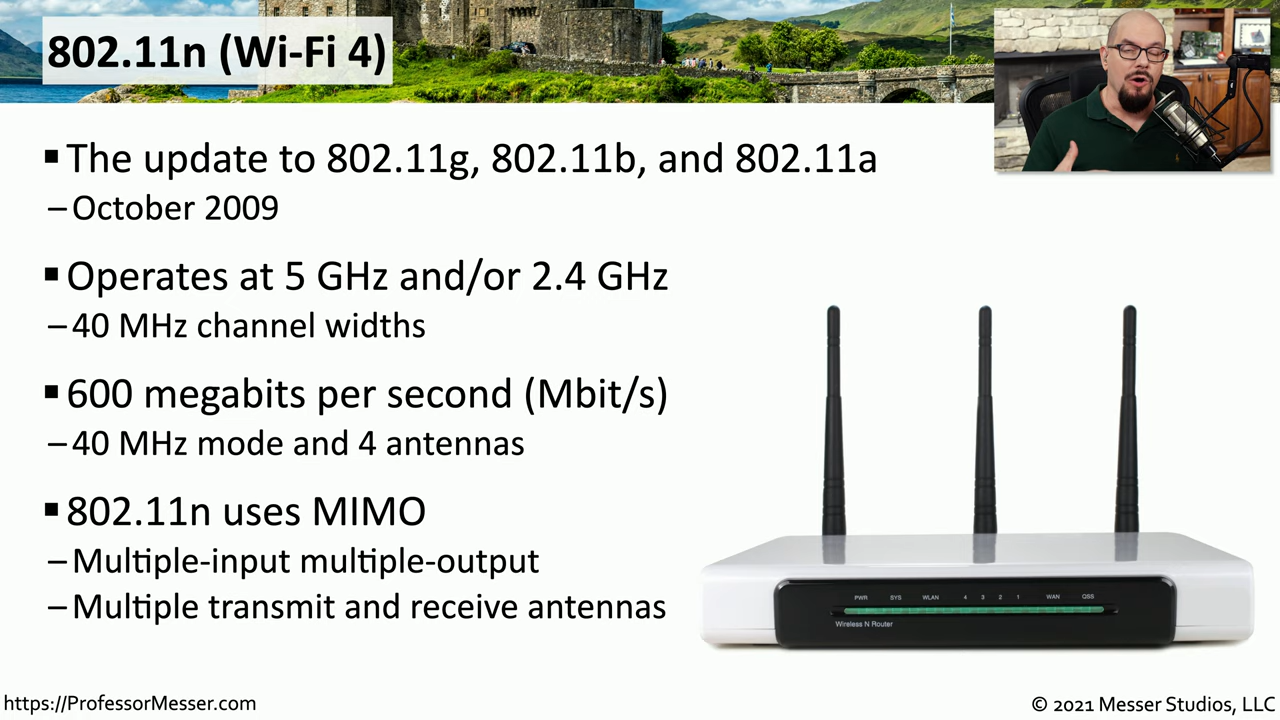 802.11n (Wi-Fi 4)
▪ The update to 802.11g, 802.11b, and 802.11a
– October 2009
▪ Operates at 5 GHz and/or 2.4 GHz
– 40 MHz channel widths
▪ 600 megabits per second (Mbit/s)
– 40 MHz mode and 4 antennas
▪ 802.11n uses MIMO
– Multiple-input multiple-output
– Multiple transmit and receive antennas
PWR SYS WLAN 4 3 2 1 WAN QSS
Wireless N Router
https://ProfessorMesser.com
© 2021 Messer Studios, LLC